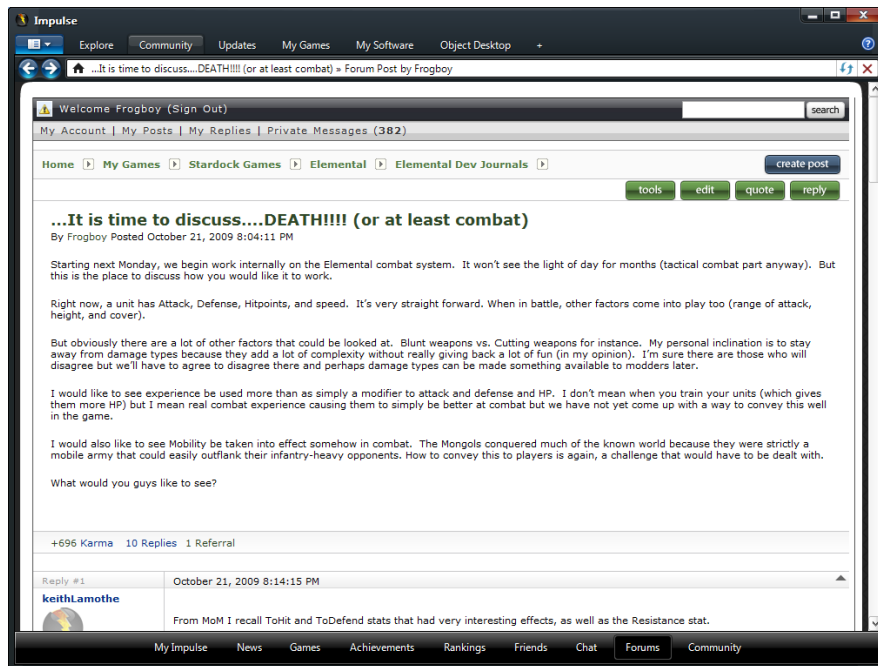 Impulse
Explore Community Updates My Games My Software Object Desktop +
...It is time to discuss....DEATH!!!! (or at least combat) » Forum Post by Frogboy
Welcome Frogboy (Sign Out)
search
My Account | My Posts | My Replies | Private Messages (382)
Home My Games Stardock Games Elemental Elemental Dev Journals
create post
tools edit quote reply
...It is time to discuss....DEATH!!!! (or at least combat)
By Frogboy Posted October 21, 2009 8:04:11 PM
Starting next Monday, we begin work internally on the Elemental combat system. It won't see the light of day for months (tactical combat part anyway). But
this is the place to discuss how you would like it to work.
Right now, a unit has Attack, Defense, Hitpoints, and speed. It's very straight forward. When in battle, other factors come into play too (range of attack,
height, and cover).
But obviously there are a lot of other factors that could be looked at. Blunt weapons vs. Cutting weapons for instance. My personal inclination is to stay
away from damage types because they add a lot of complexity without really giving back a lot of fun (in my opinion). I'm sure there are those who will
disagree but we'll have to agree to disagree there and perhaps damage types can be made something available to modders later.
I would like to see experience be used more than as simply a modifier to attack and defense and HP. I don't mean when you train your units (which gives
them more HP) but I mean real combat experience causing them to simply be better at combat but we have not yet come up with a way to convey this well
in the game.
I would also like to see Mobility be taken into effect somehow in combat. The Mongols conquered much of the known world because they were strictly a
mobile army that could easily outflank their infantry-heavy opponents. How to convey this to players is again, a challenge that would have to be dealt with.
What would you guys like to see?
+696 Karma 10 Replies 1 Referral
Reply #1 October 21, 2009 8:14:15 PM
keithLamothe
From MoM I recall ToHit and ToDefend stats that had very interesting effects, as well as the Resistance stat.
My Impulse News Games Achievements Rankings Friends Chat Forums Community